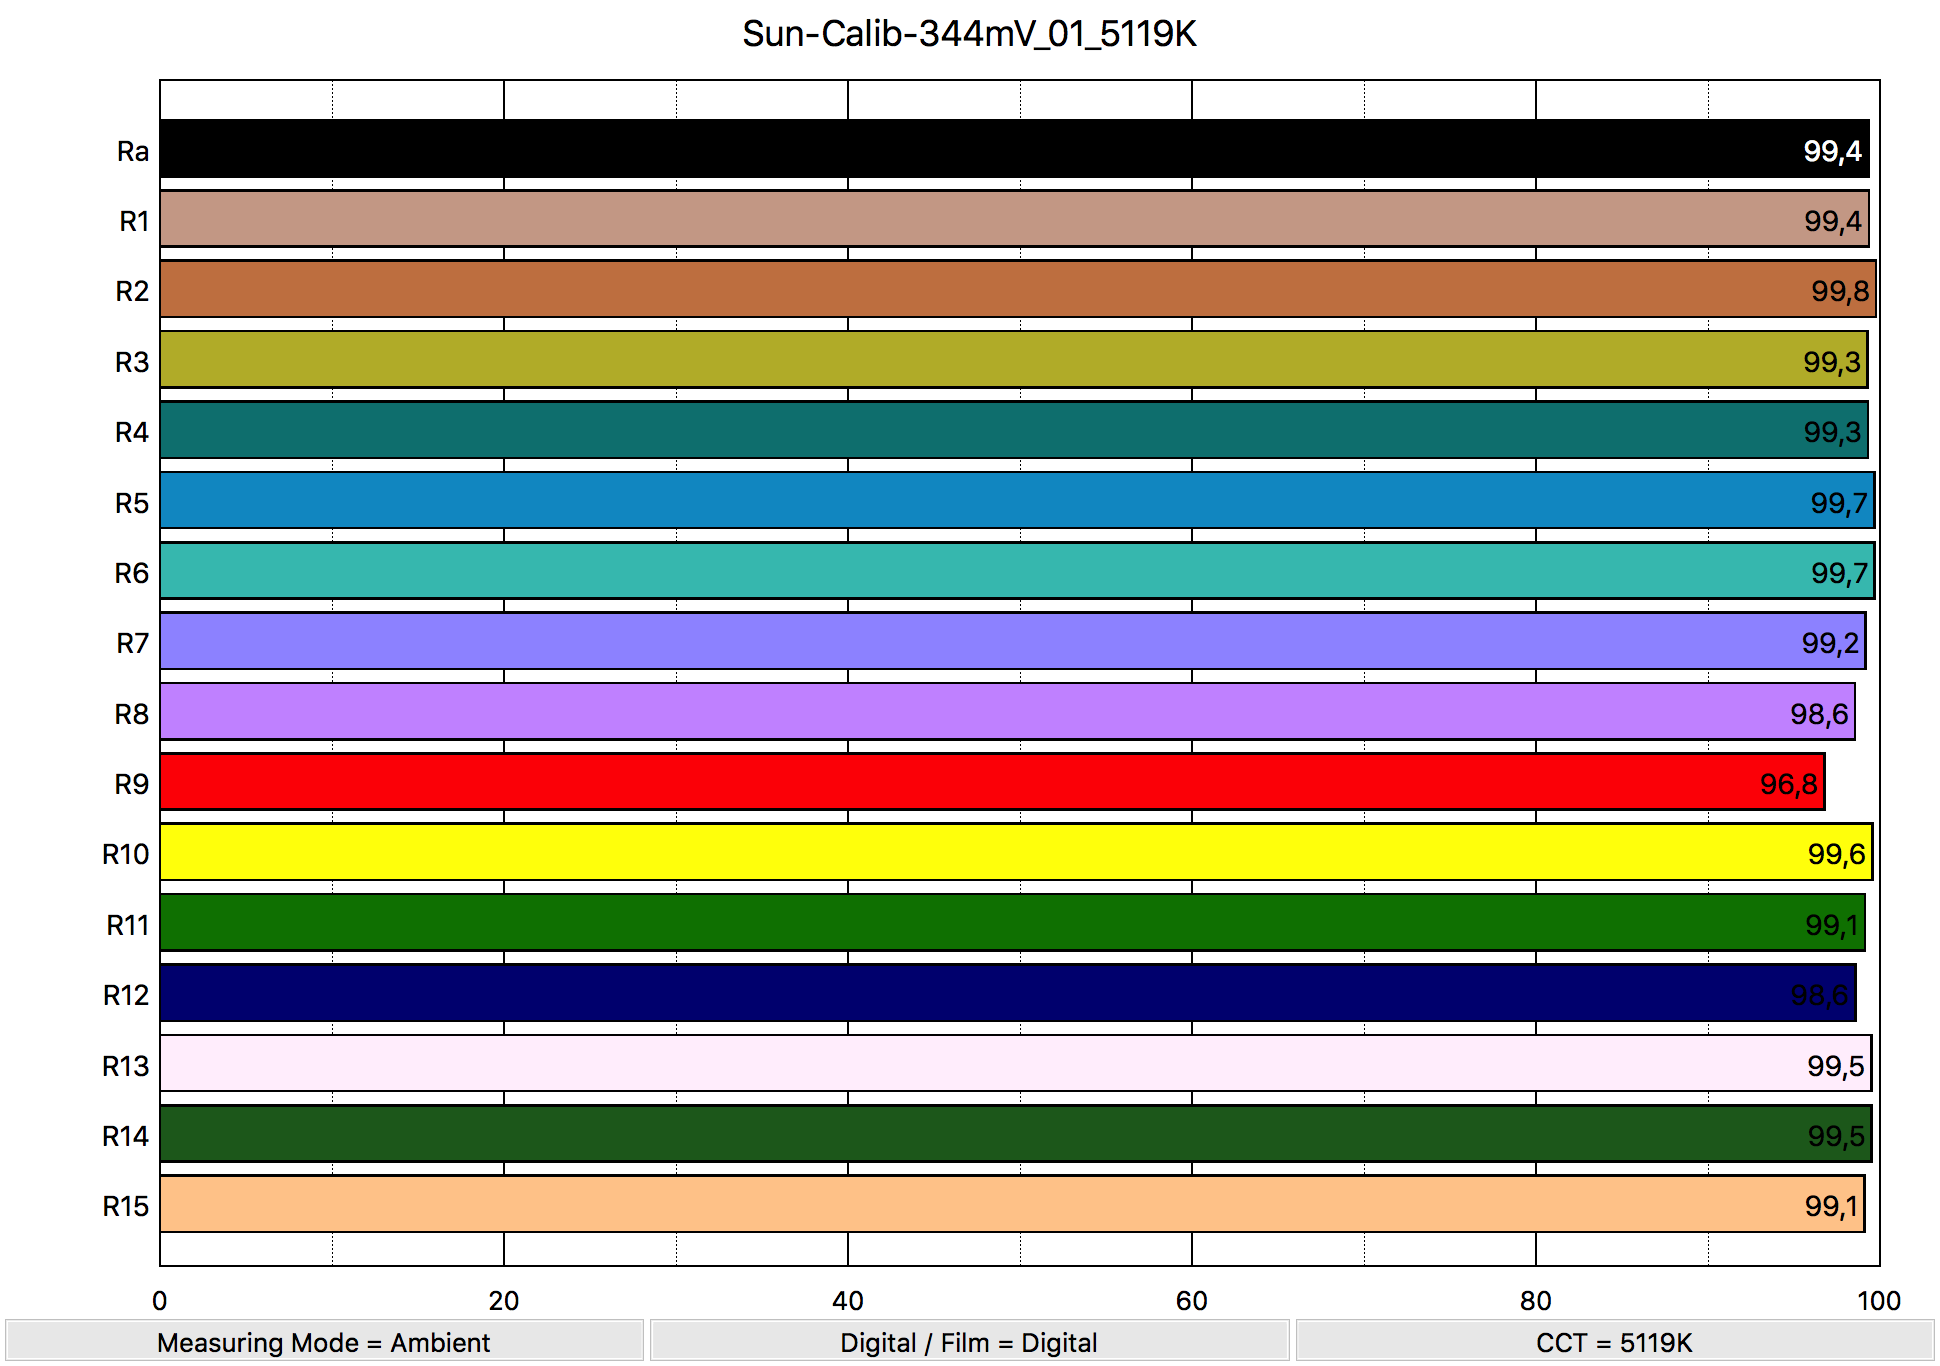 Sun-Calib-344mV_01_5119K
Ra 99,4
R1 99,4
R2 99,8
R3 99,3
R4 99,3
R5 99,7
R6 99,7
R7 99,2
R8 98,6
R9 96,8
R10 99,6
R11 99,1
R12 98,6
R13 99,5
R14 99,5
R15 99,1
0 20 40 60 80 100
Measuring Mode = Ambient Digital / Film = Digital CCT = 5119K